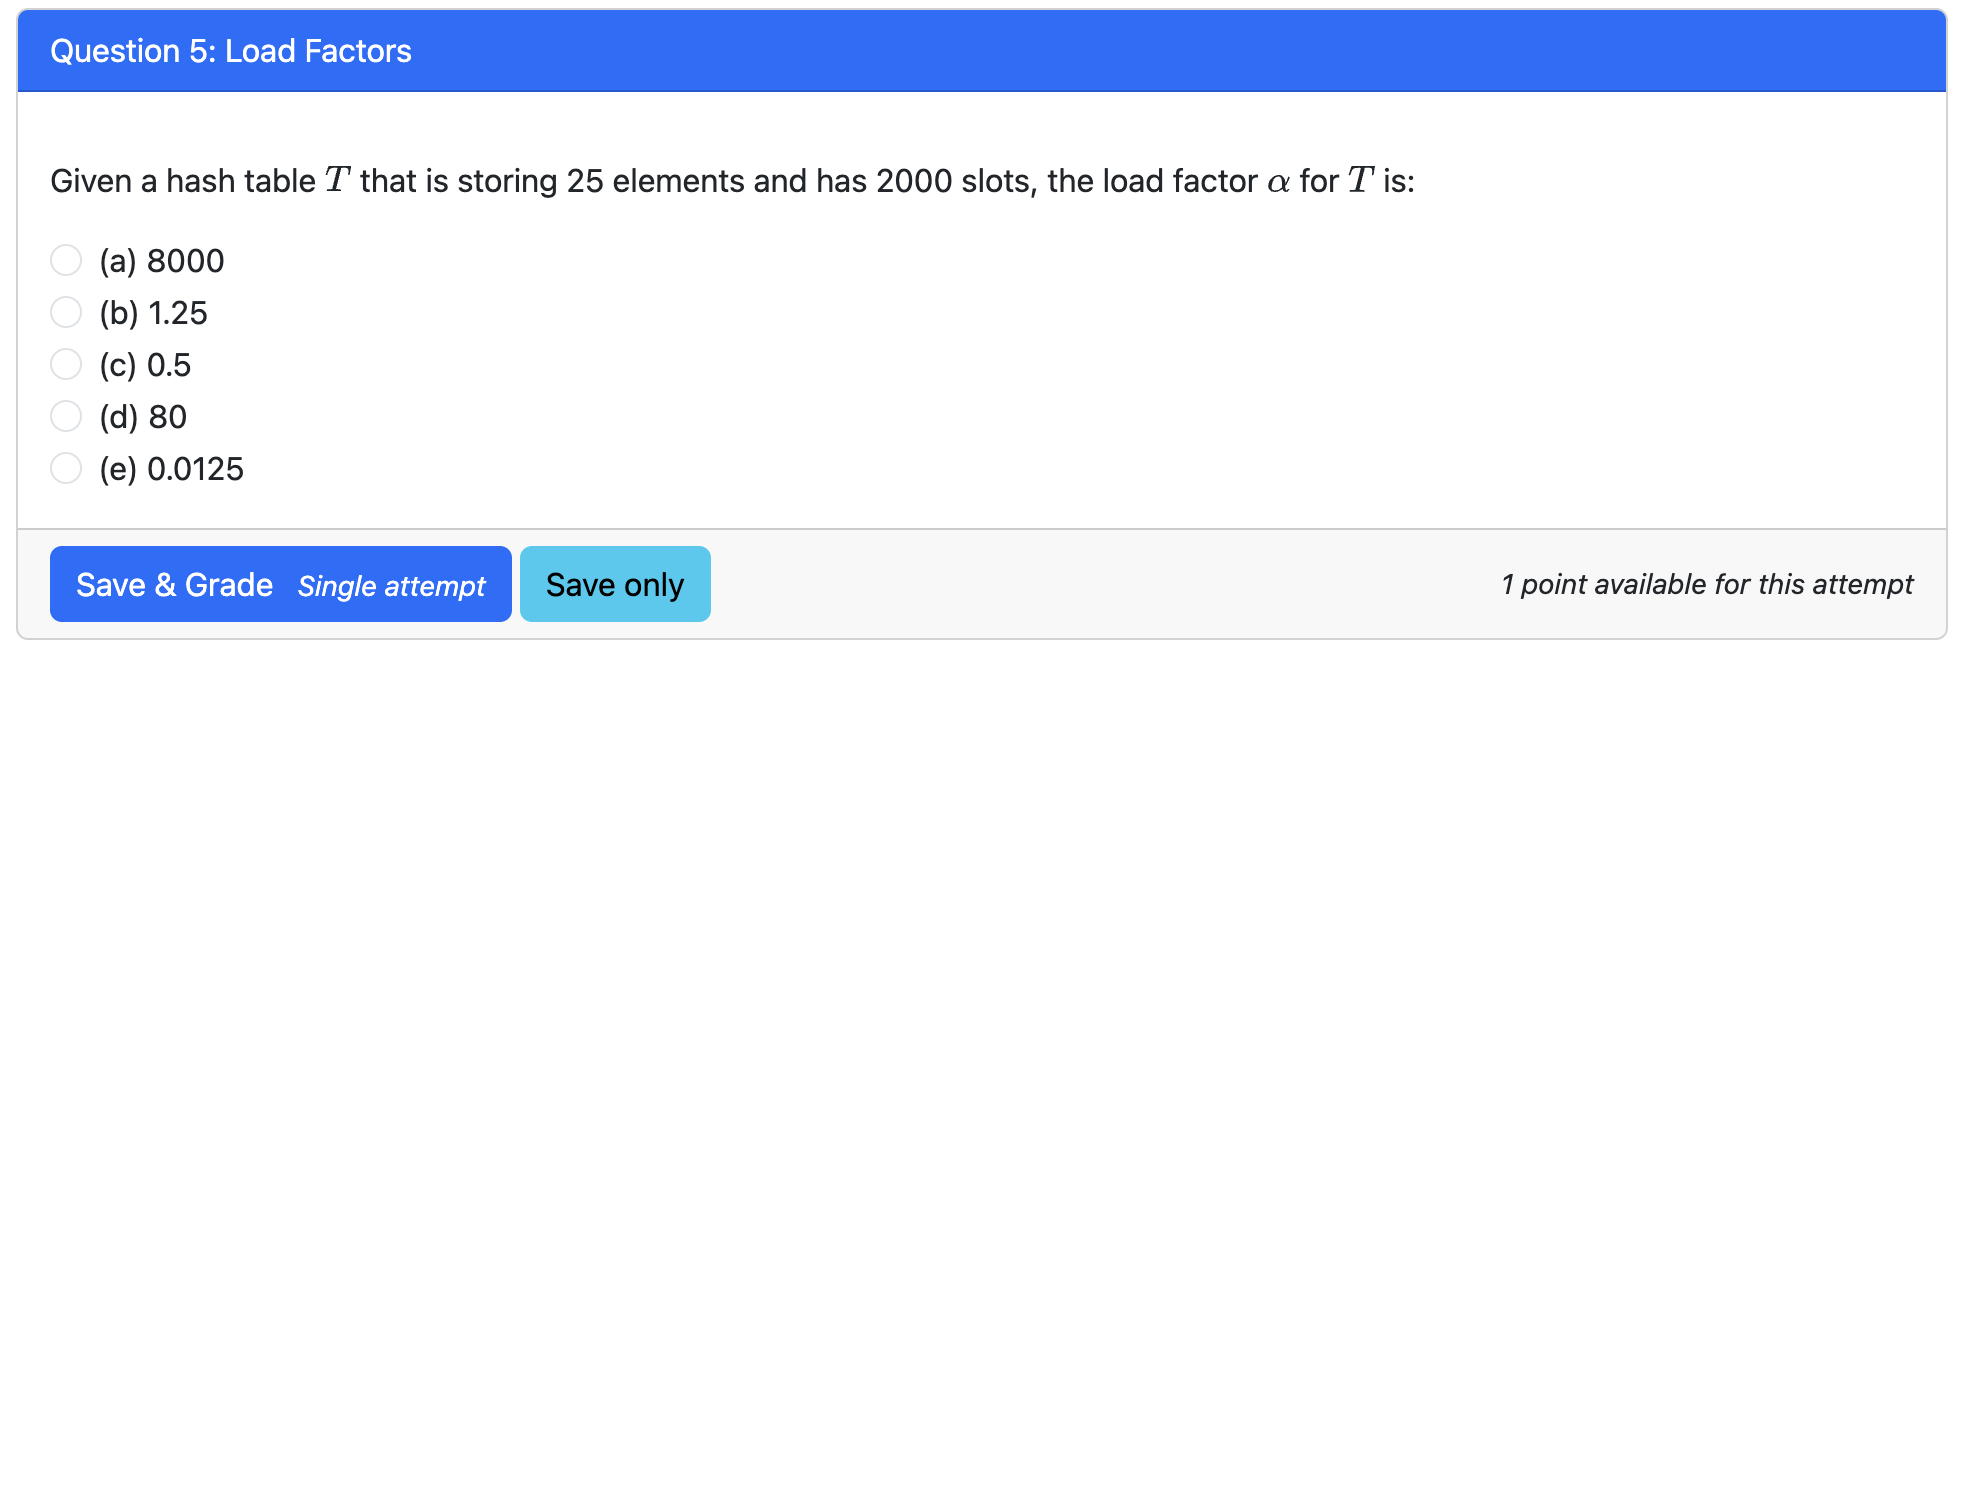 Question 5: Load Factors
Given a hash table T that is storing 25 elements and has 2000 slots, the load factor α for T is:
(a) 8000
(b) 1.25
(c) 0.5
(d) 80
(e) 0.0125
Save & Grade Single attempt Save only 1 point available for this attempt